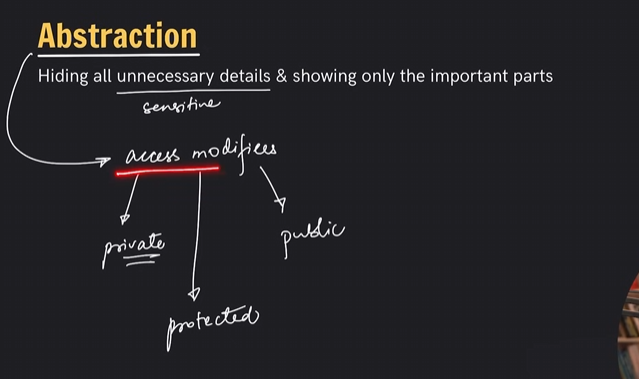 Abstraction
Hiding all unnecessary details & showing only the important parts
sensitive
access modifiers
private
public
protected